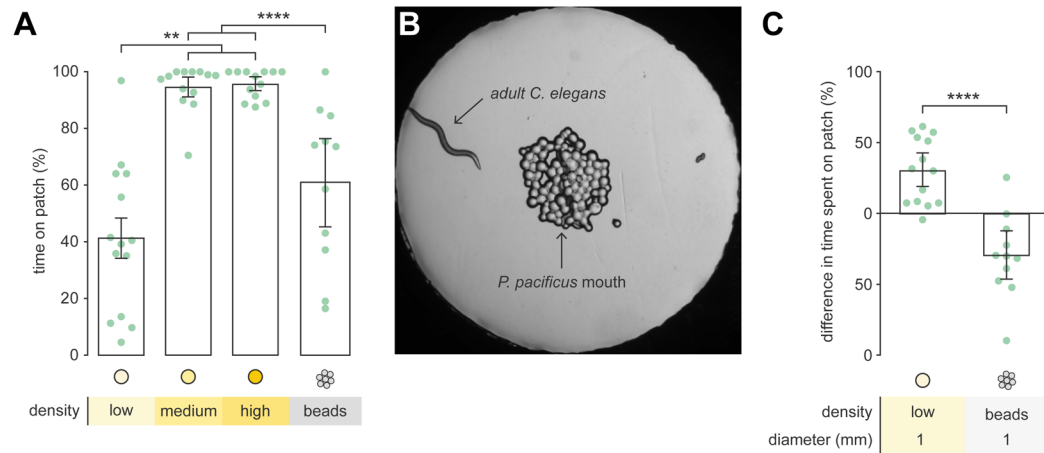 A
**
****
100
80
60
40
20
0
time on patch (%)
density
low
medium
high
beads
B
adult C. elegans
P. pacificus mouth
C
****
100
50
0
50
100
difference in time spent on patch (%)
density
low
beads
diameter (mm)
1
1